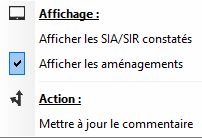 Affichage :
Afficher les SIA/SIR constatés
Afficher les aménagements
Action :
Mettre à jour le commentaire